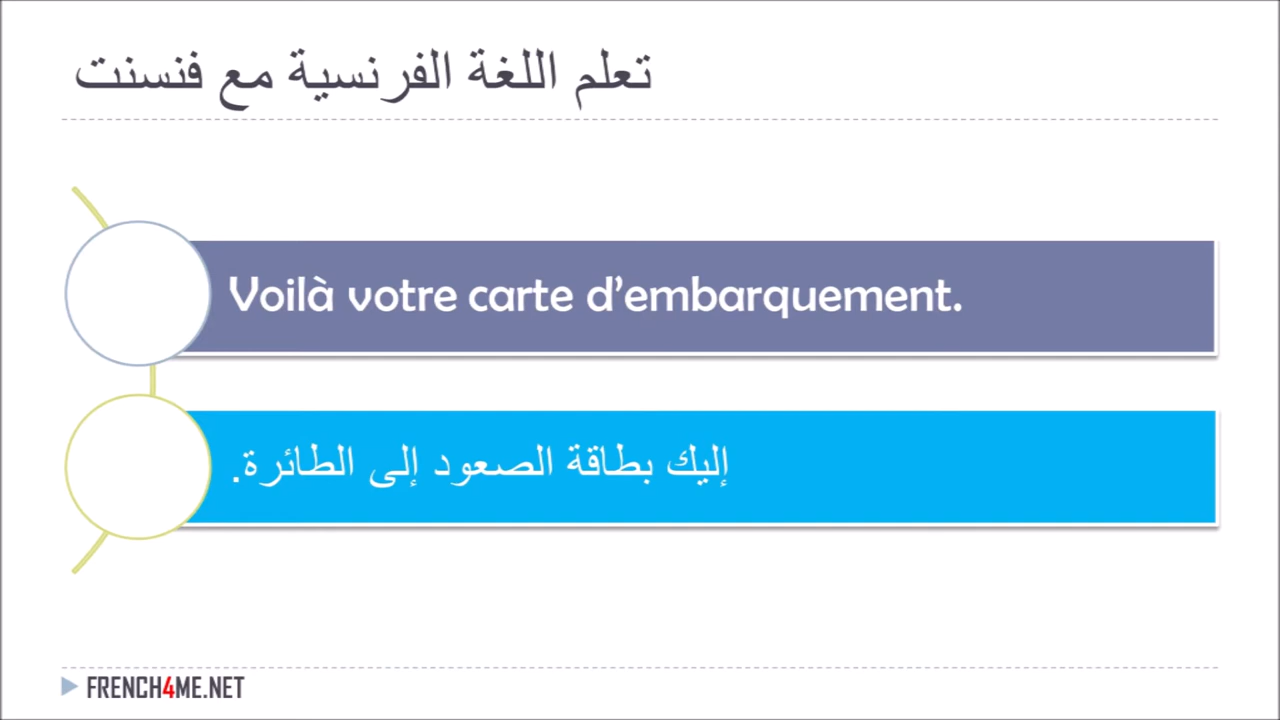 تعلم اللغة الفرنسية مع فنسنت
Voilà votre carte d’embarquement.
إليك بطاقة الصعود إلى الطائرة.
FRENCH4ME.NET